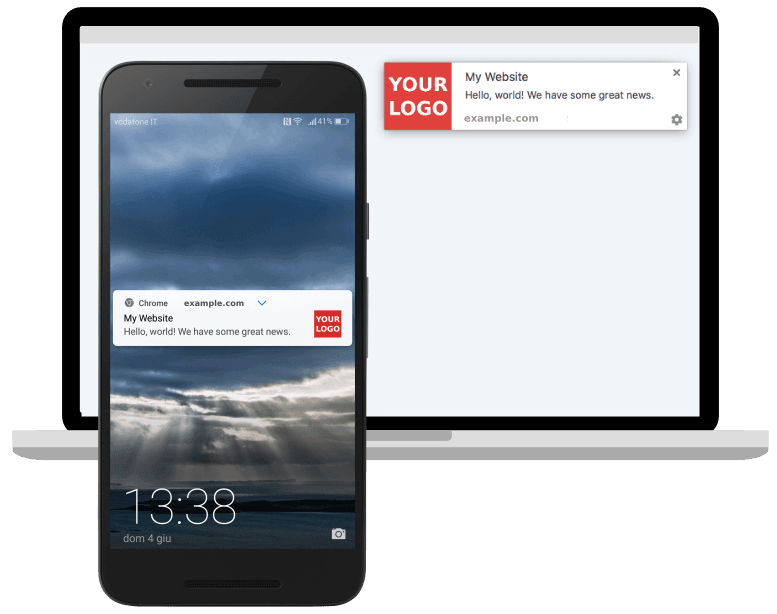 YOUR
LOGO
My Website
Hello, world! We have some great news.
example.com
vodafone IT
41%
Chrome example.com
My Website
Hello, world! We have some great news.
YOUR
LOGO
13:38
dom 4 giu